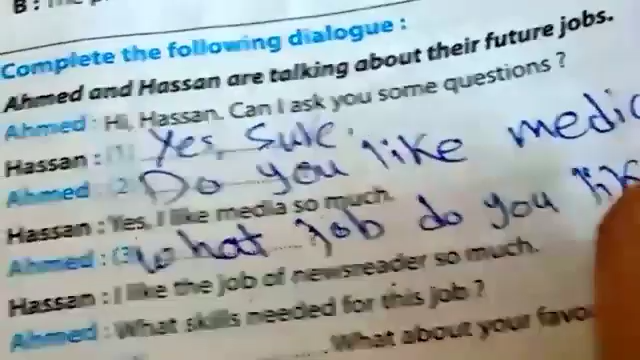 B :
Complete the following dialogue :
Ahmed and Hassan are talking about their future jobs.
Ahmed : Hi, Hassan. Can I ask you some questions ?
Hassan : (1) Yes, Sure.
Ahmed : (2) Do you like media
Hassan : Yes, I like media so much.
Ahmed : (3) What job do you like
Hassan : I like the job of newsreader so much.
Ahmed : What skills needed for this job ?
What about your favou